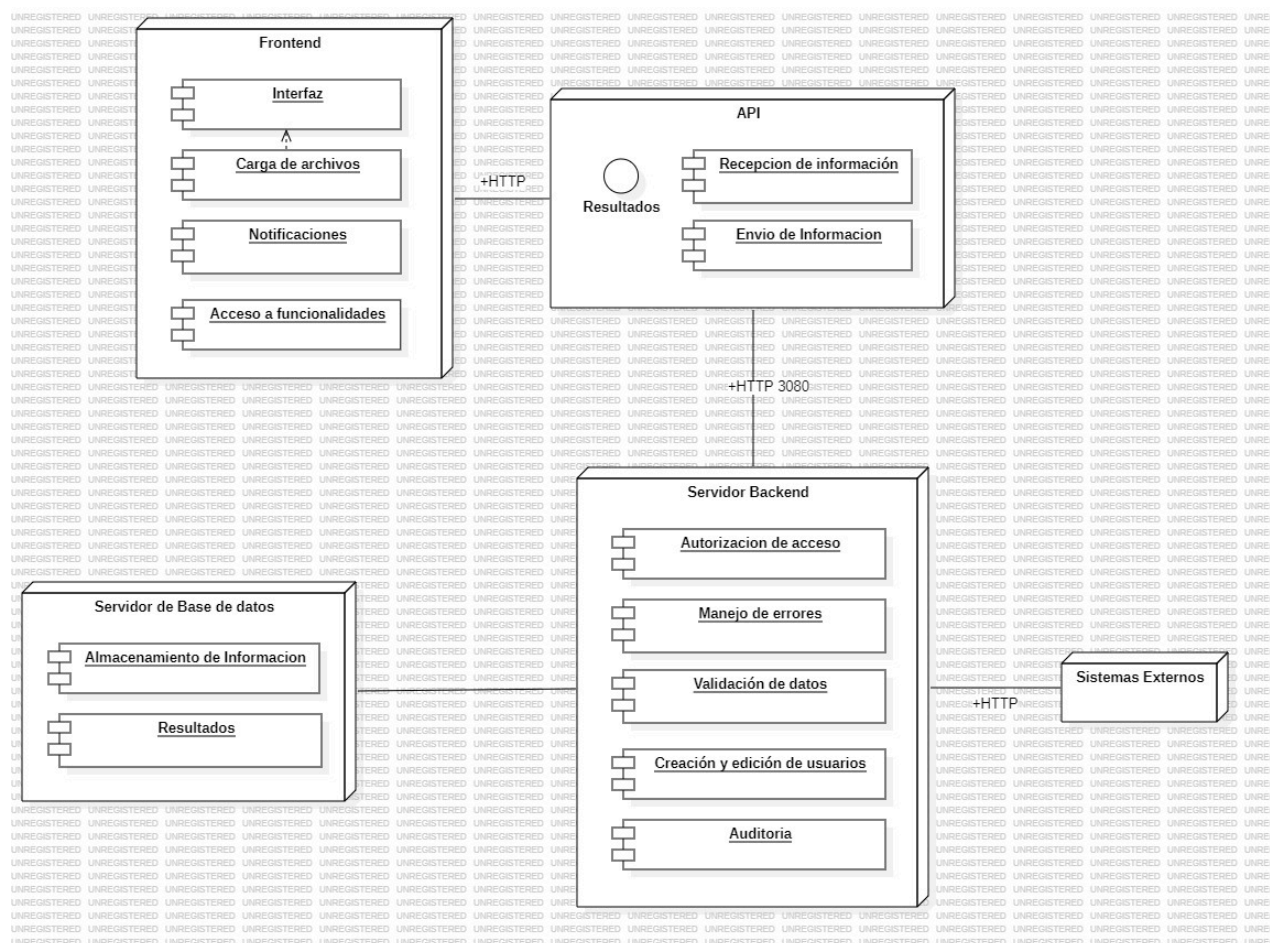 Frontend
Interfaz
Carga de archivos
Notificaciones
Acceso a funcionalidades
+HTTP
API
Resultados
Recepcion de información
Envio de Informacion
+HTTP 3080
Servidor Backend
Autorizacion de acceso
Manejo de errores
Validación de datos
Creación y edición de usuarios
Auditoria
Servidor de Base de datos
Almacenamiento de Informacion
Resultados
+HTTP
Sistemas Externos
UNREGISTERED